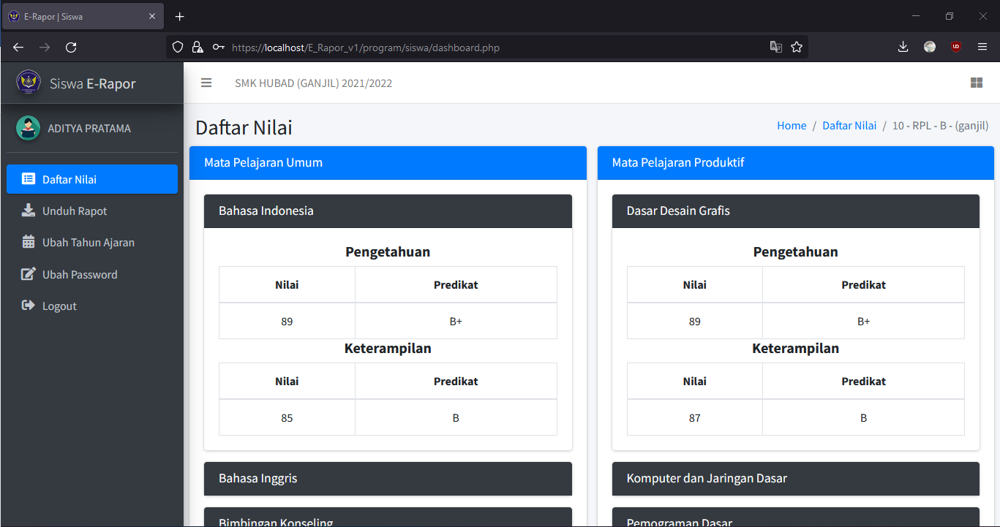 E-Rapor | Siswa
https://localhost/E_Rapor_v1/program/siswa/dashboard.php
Siswa E-Rapor
SMK HUBAD (GANJIL) 2021/2022
ADITYA PRATAMA
Daftar Nilai
Unduh Rapot
Ubah Tahun Ajaran
Ubah Password
Logout
Daftar Nilai
Home / Daftar Nilai / 10 - RPL - B - (ganjil)
Mata Pelajaran Umum
Bahasa Indonesia
Pengetahuan
Nilai Predikat
89 B+
Keterampilan
Nilai Predikat
85 B
Bahasa Inggris
Bimbingan Konseling
Mata Pelajaran Produktif
Dasar Desain Grafis
Pengetahuan
Nilai Predikat
89 B+
Keterampilan
Nilai Predikat
87 B
Komputer dan Jaringan Dasar
Pemograman Dasar